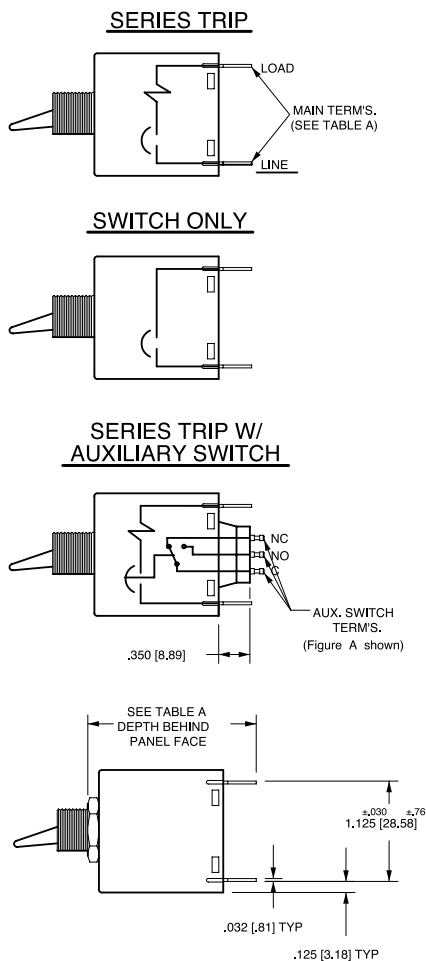 SERIES TRIP
LOAD
MAIN TERM'S.
(SEE TABLE A)
LINE
SWITCH ONLY
SERIES TRIP W/
AUXILIARY SWITCH
NC
NO
C
AUX. SWITCH
TERM'S.
(Figure A shown)
.350 [8.89]
SEE TABLE A
DEPTH BEHIND
PANEL FACE
±.030 ±.76
1.125 [28.58]
.032 [.81] TYP
.125 [3.18] TYP